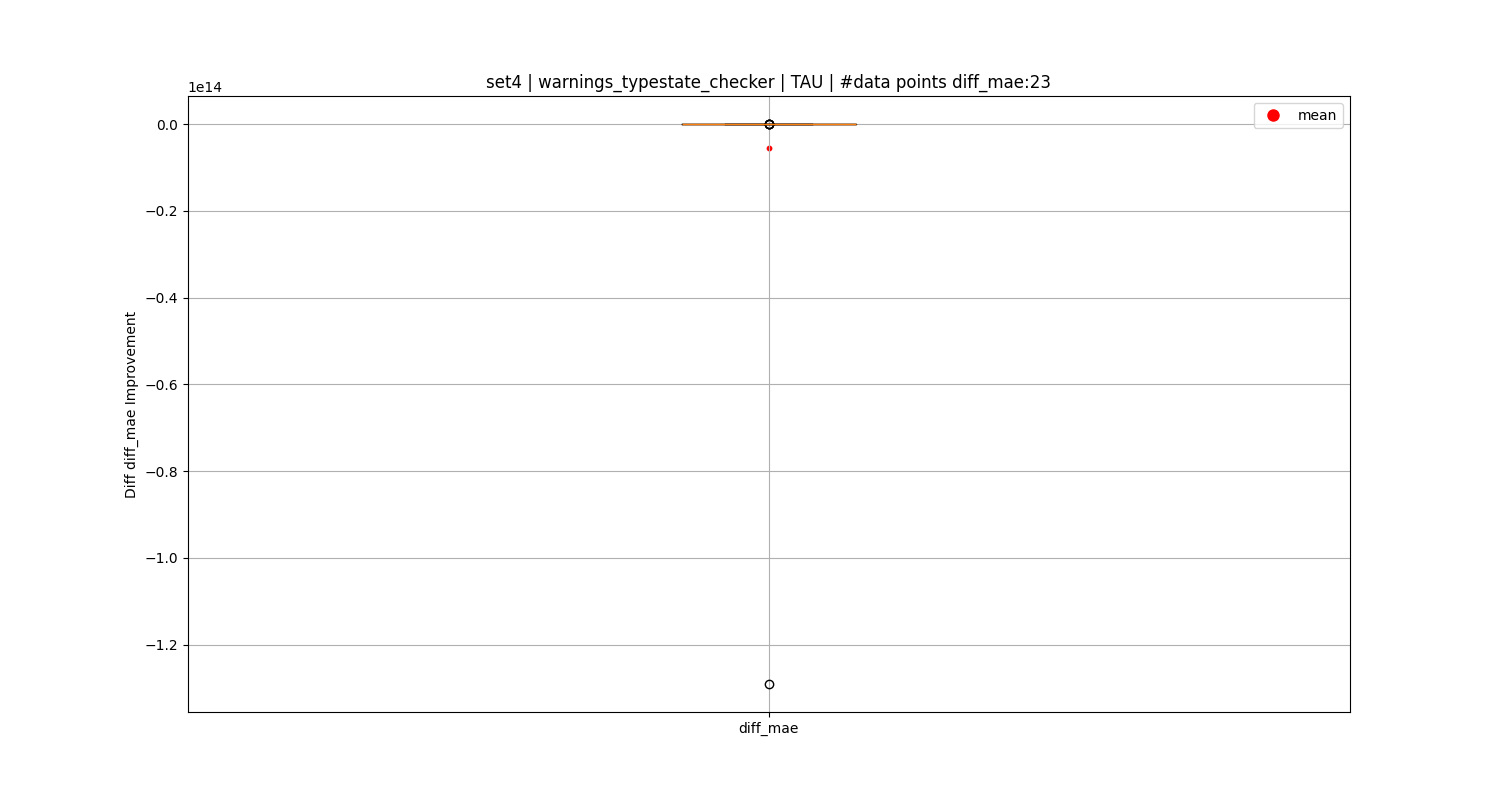 set4 | warnings_typestate_checker | TAU | #data points diff_mae:23
1e14
mean
0.0
−0.2
−0.4
−0.6
−0.8
−1.0
−1.2
Diff diff_mae Improvement
diff_mae